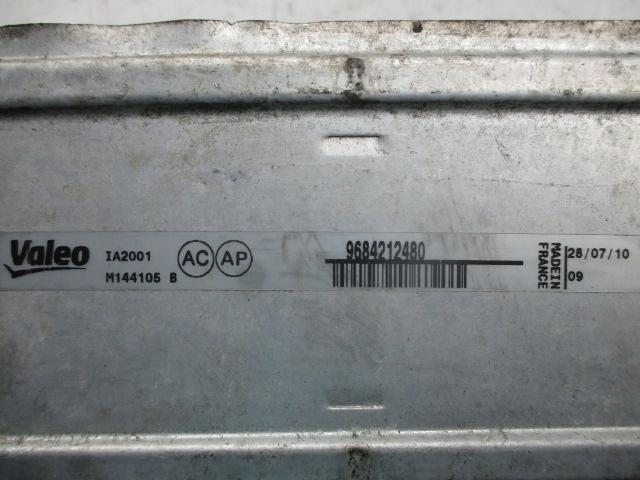 Valeo
IA2001
M144105 B
AC AP
9684212480
MADE IN
FRANCE
28/07/10
09